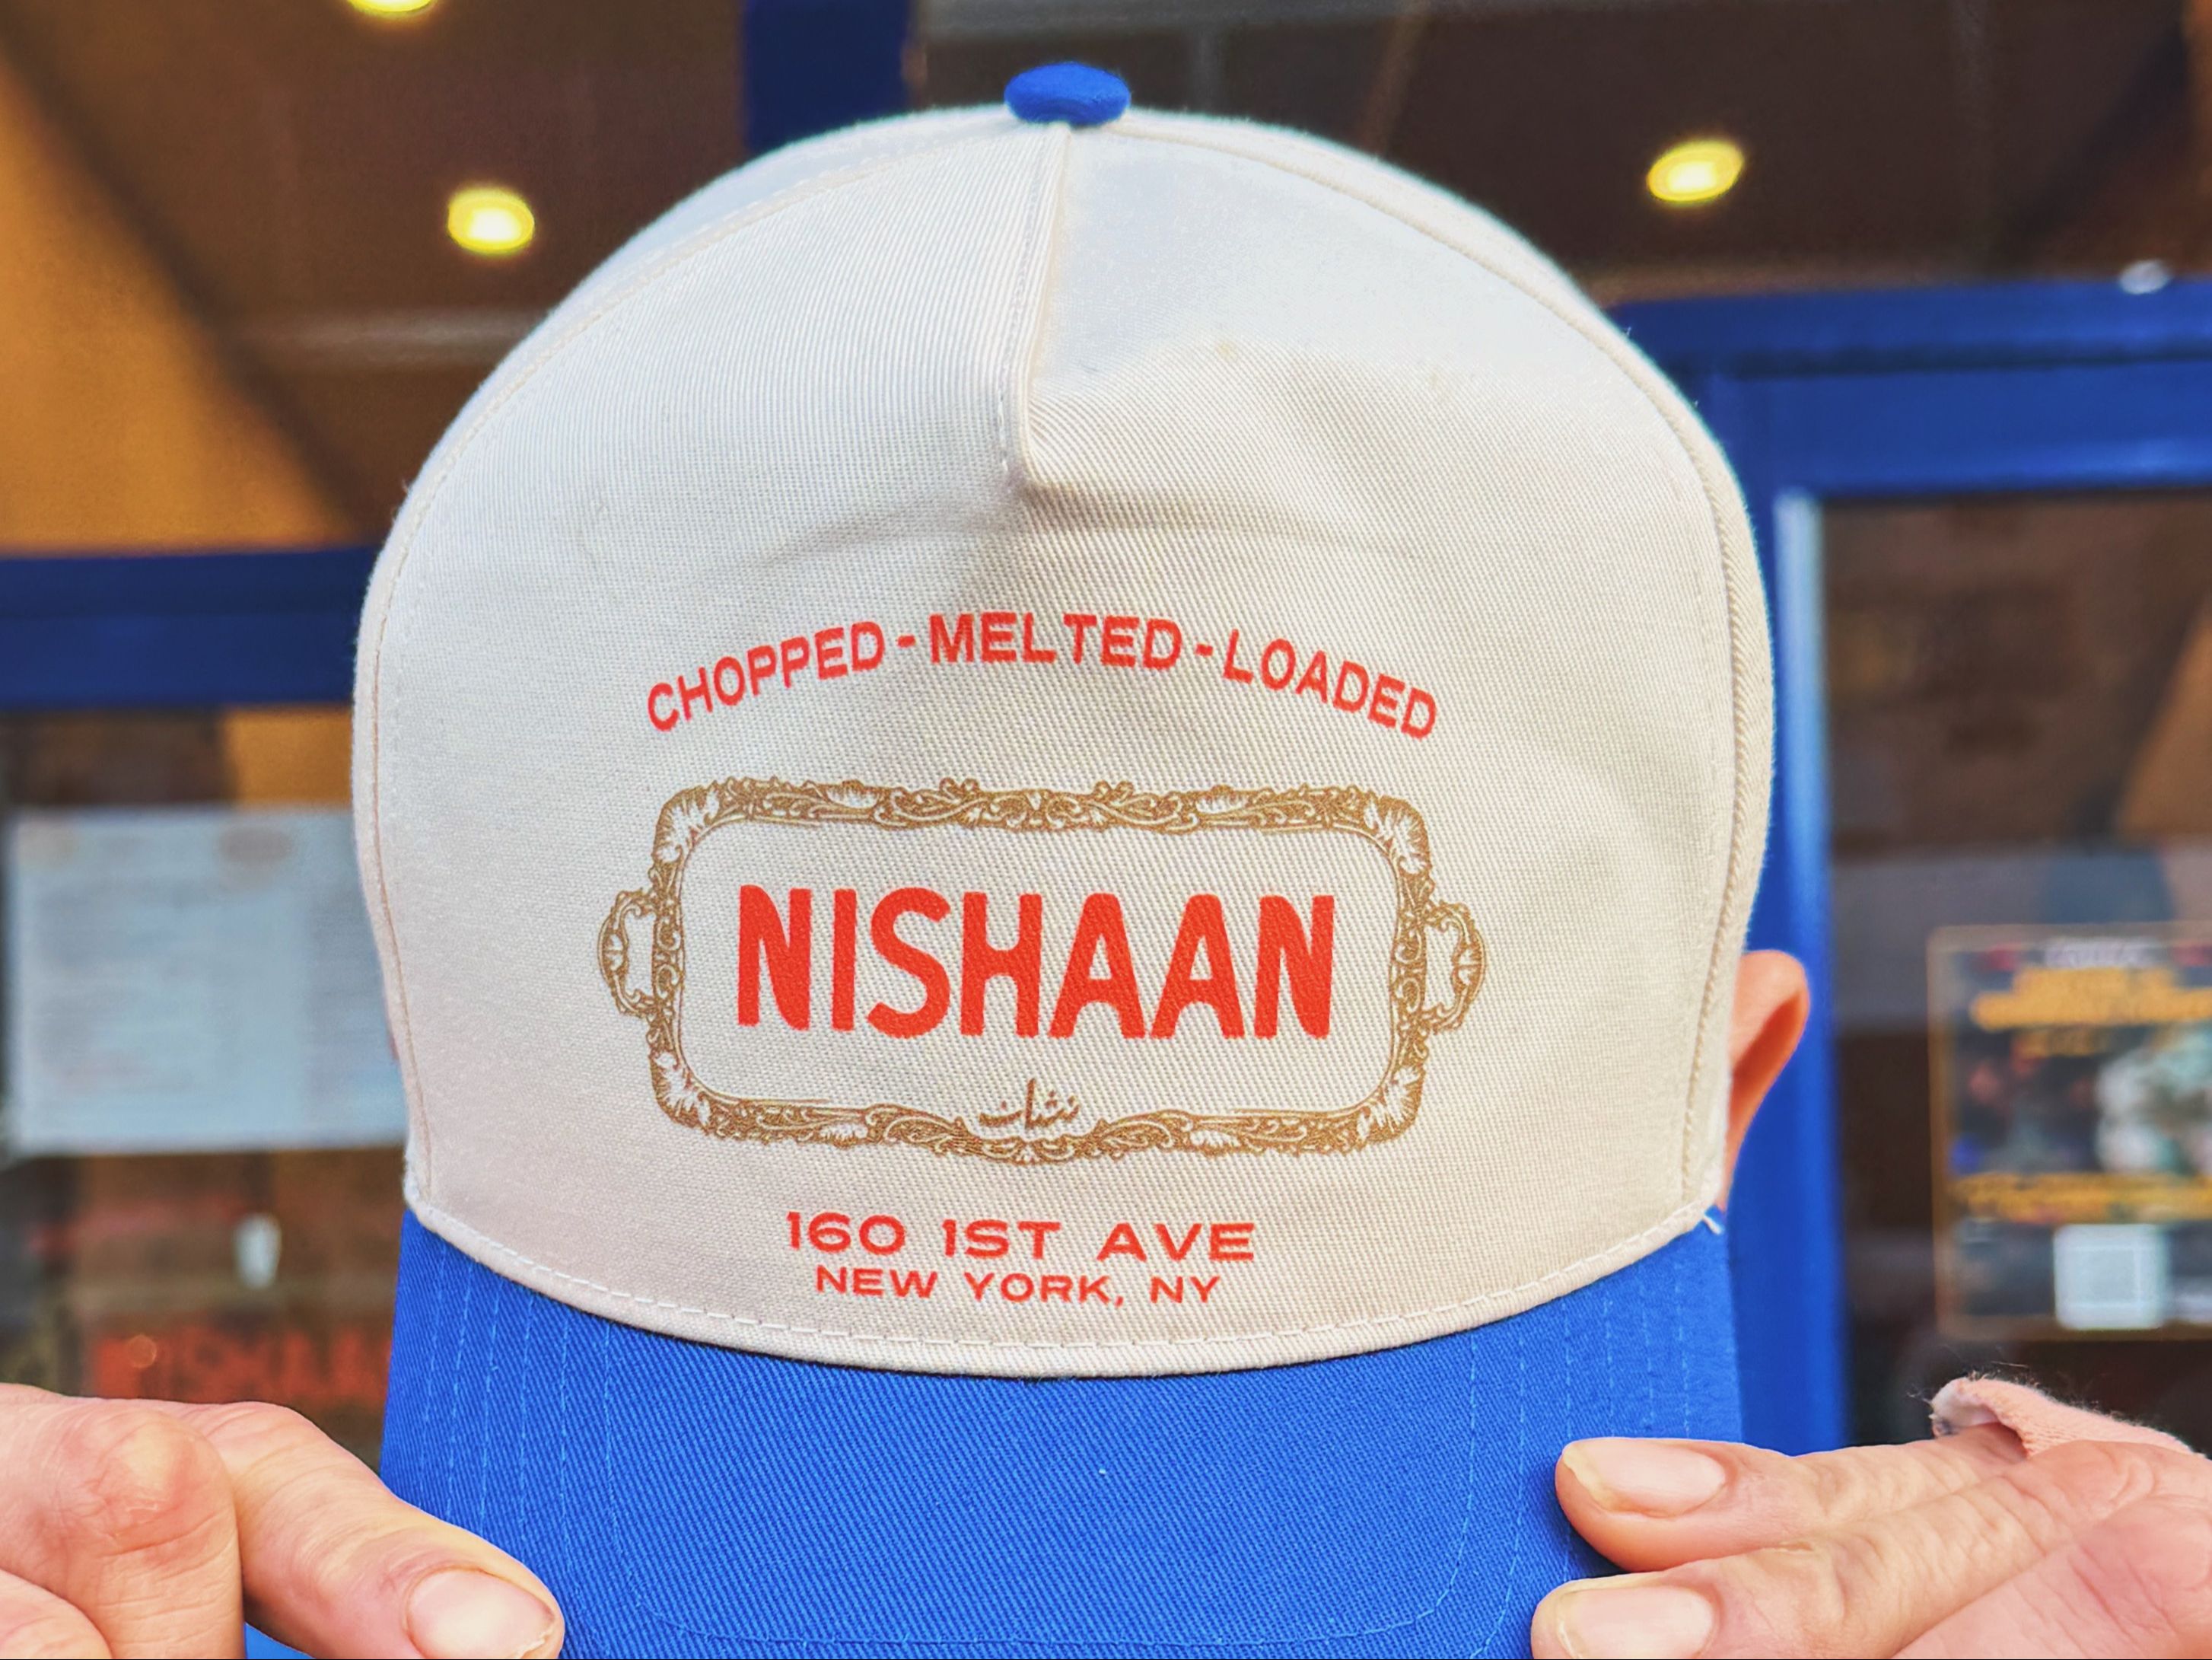 CHOPPED - MELTED - LOADED
NISHAAN
نشان
160 1ST AVE
NEW YORK, NY